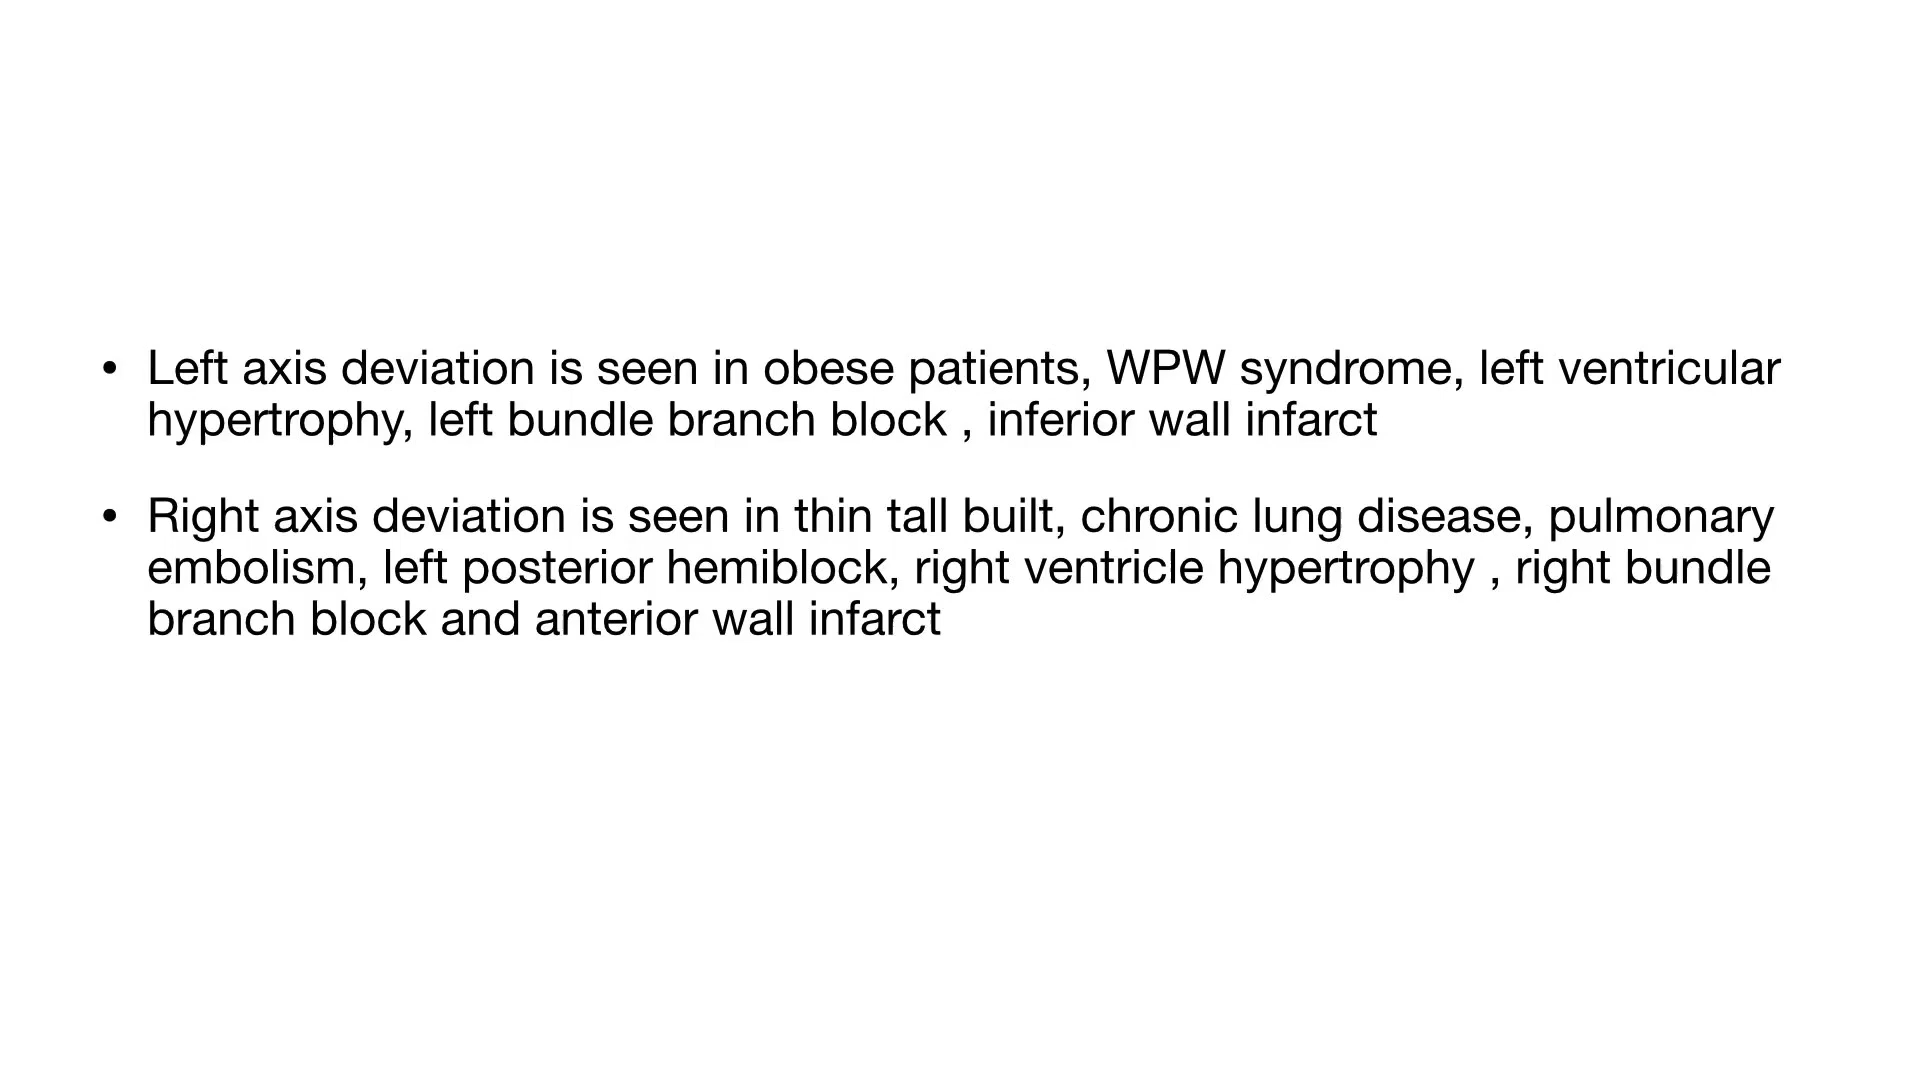 • Left axis deviation is seen in obese patients, WPW syndrome, left ventricular
hypertrophy, left bundle branch block , inferior wall infarct
• Right axis deviation is seen in thin tall built, chronic lung disease, pulmonary
embolism, left posterior hemiblock, right ventricle hypertrophy , right bundle
branch block and anterior wall infarct